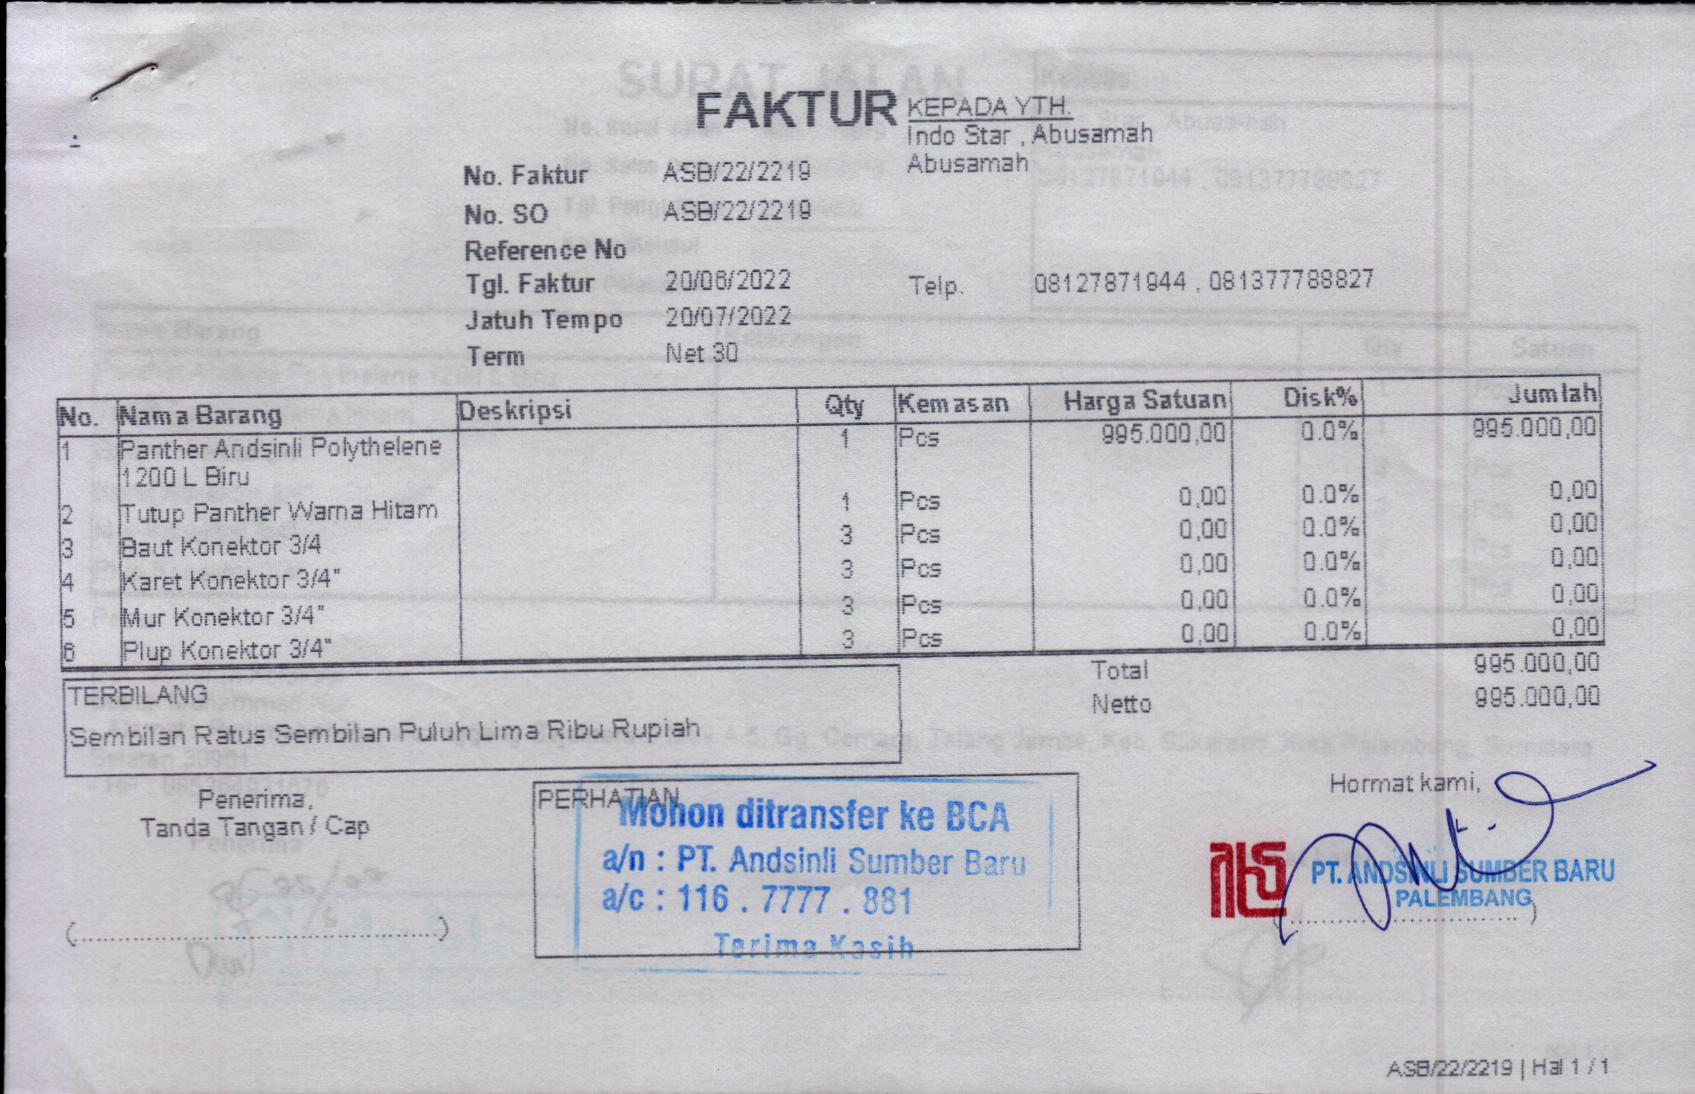 FAKTUR
KEPADA YTH.
Indo Star , Abusamah
Abusamah
No. Faktur ASB/22/2219
No. SO ASB/22/2219
Reference No
Tgl. Faktur 20/06/2022
Telp. 08127871944 , 081377788827
Jatuh Tempo 20/07/2022
Term Net 30
No. Nama Barang Deskripsi Qty Kemasan Harga Satuan Disk% Jumlah
1 Panther Andsinli Polythelene 1 Pcs 995.000,00 0.0% 995.000,00
1200 L Biru
2 Tutup Panther Warna Hitam 1 Pcs 0,00 0.0% 0,00
3 Baut Konektor 3/4 3 Pcs 0,00 0.0% 0,00
4 Karet Konektor 3/4" 3 Pcs 0,00 0.0% 0,00
5 Mur Konektor 3/4" 3 Pcs 0,00 0.0% 0,00
6 Plup Konektor 3/4" 3 Pcs 0,00 0.0% 0,00
Total 995.000,00
Netto 995.000,00
TERBILANG
Sembilan Ratus Sembilan Puluh Lima Ribu Rupiah
Penerima,
Tanda Tangan / Cap
(....................................)
PERHATIAN
Mohon ditransfer ke BCA
a/n : PT. Andsinli Sumber Baru
a/c : 116 . 7777 . 881
Terima Kasih
Hormat kami,
PT. ANDSINLI SUMBER BARU
PALEMBANG
(....................................)
ASB/22/2219 | Hal 1 / 1